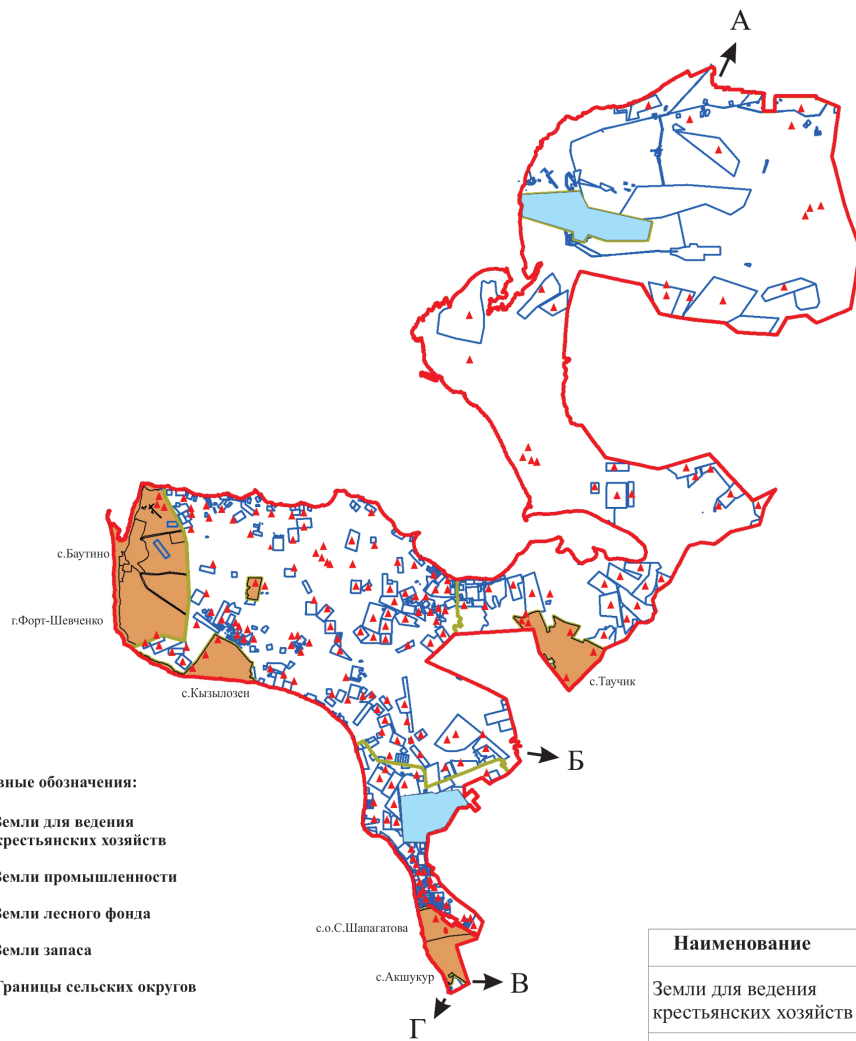 А
с.Баутино
г.Форт-Шевченко
с.Кызылозен
с.Таучик
Б
вные обозначения:
Земли для ведения
крестьянских хозяйств
Земли промышленности
Земли лесного фонда
Земли запаса
Границы сельских округов
с.о.С.Шапагатова
с.Акшукур
В
Г
Наименование
Земли для ведения
крестьянских хозяйств